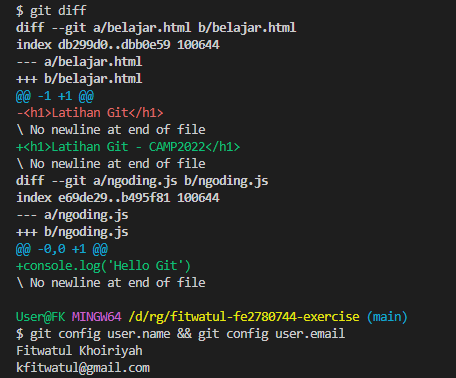 $ git diff
diff --git a/belajar.html b/belajar.html
index db299d0..dbb0e59 100644
--- a/belajar.html
+++ b/belajar.html
@@ -1 +1 @@
-<h1>Latihan Git</h1>
\ No newline at end of file
+<h1>Latihan Git - CAMP2022</h1>
\ No newline at end of file
diff --git a/ngoding.js b/ngoding.js
index e69de29..b495f81 100644
--- a/ngoding.js
+++ b/ngoding.js
@@ -0,0 +1 @@
+console.log('Hello Git')
\ No newline at end of file
User@FK MINGW64 /d/rg/fitwatul-fe2780744-exercise (main)
$ git config user.name && git config user.email
Fitwatul Khoiriyah
kfitwatul@gmail.com